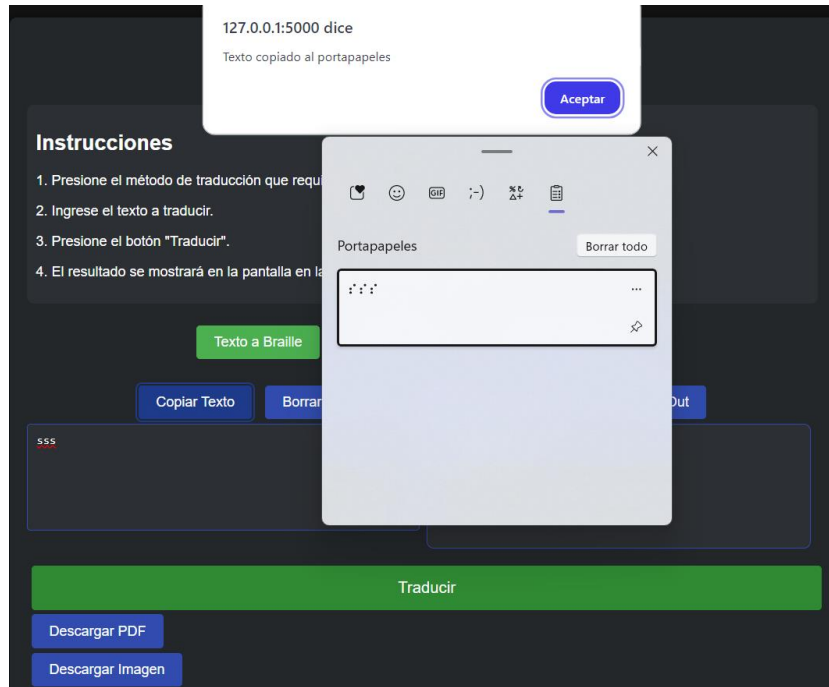 127.0.0.1:5000 dice
Texto copiado al portapapeles
Aceptar
Instrucciones
1. Presione el método de traducción que requi
2. Ingrese el texto a traducir.
3. Presione el botón "Traducir".
4. El resultado se mostrará en la pantalla en la
GIF
;-)
Portapapeles
Borrar todo
⠎⠎⠎
Texto a Braille
Copiar Texto
Borrar
Out
sss
Traducir
Descargar PDF
Descargar Imagen